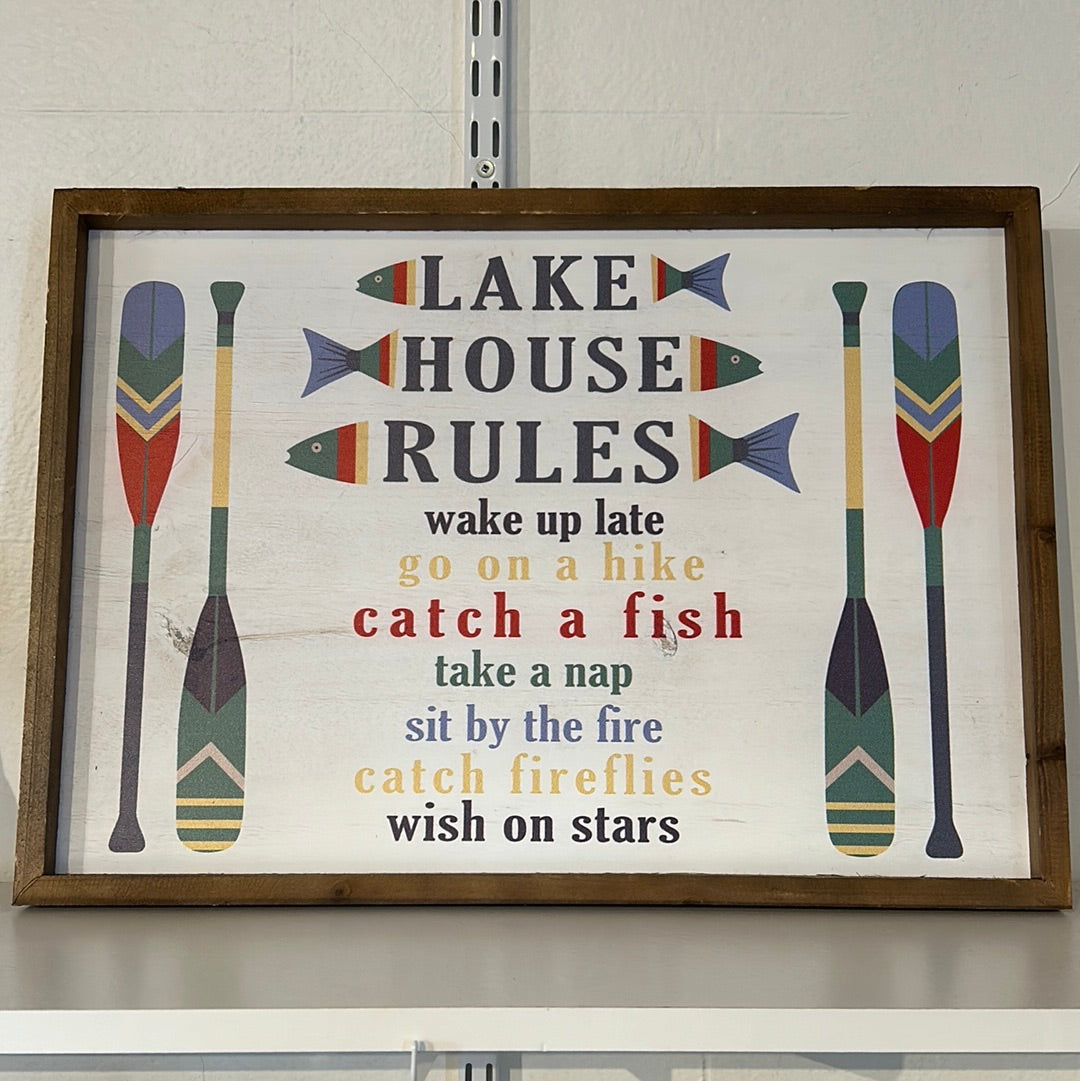 LAKE
HOUSE
RULES
wake up late
go on a hike
catch a fish
take a nap
sit by the fire
catch fireflies
wish on stars